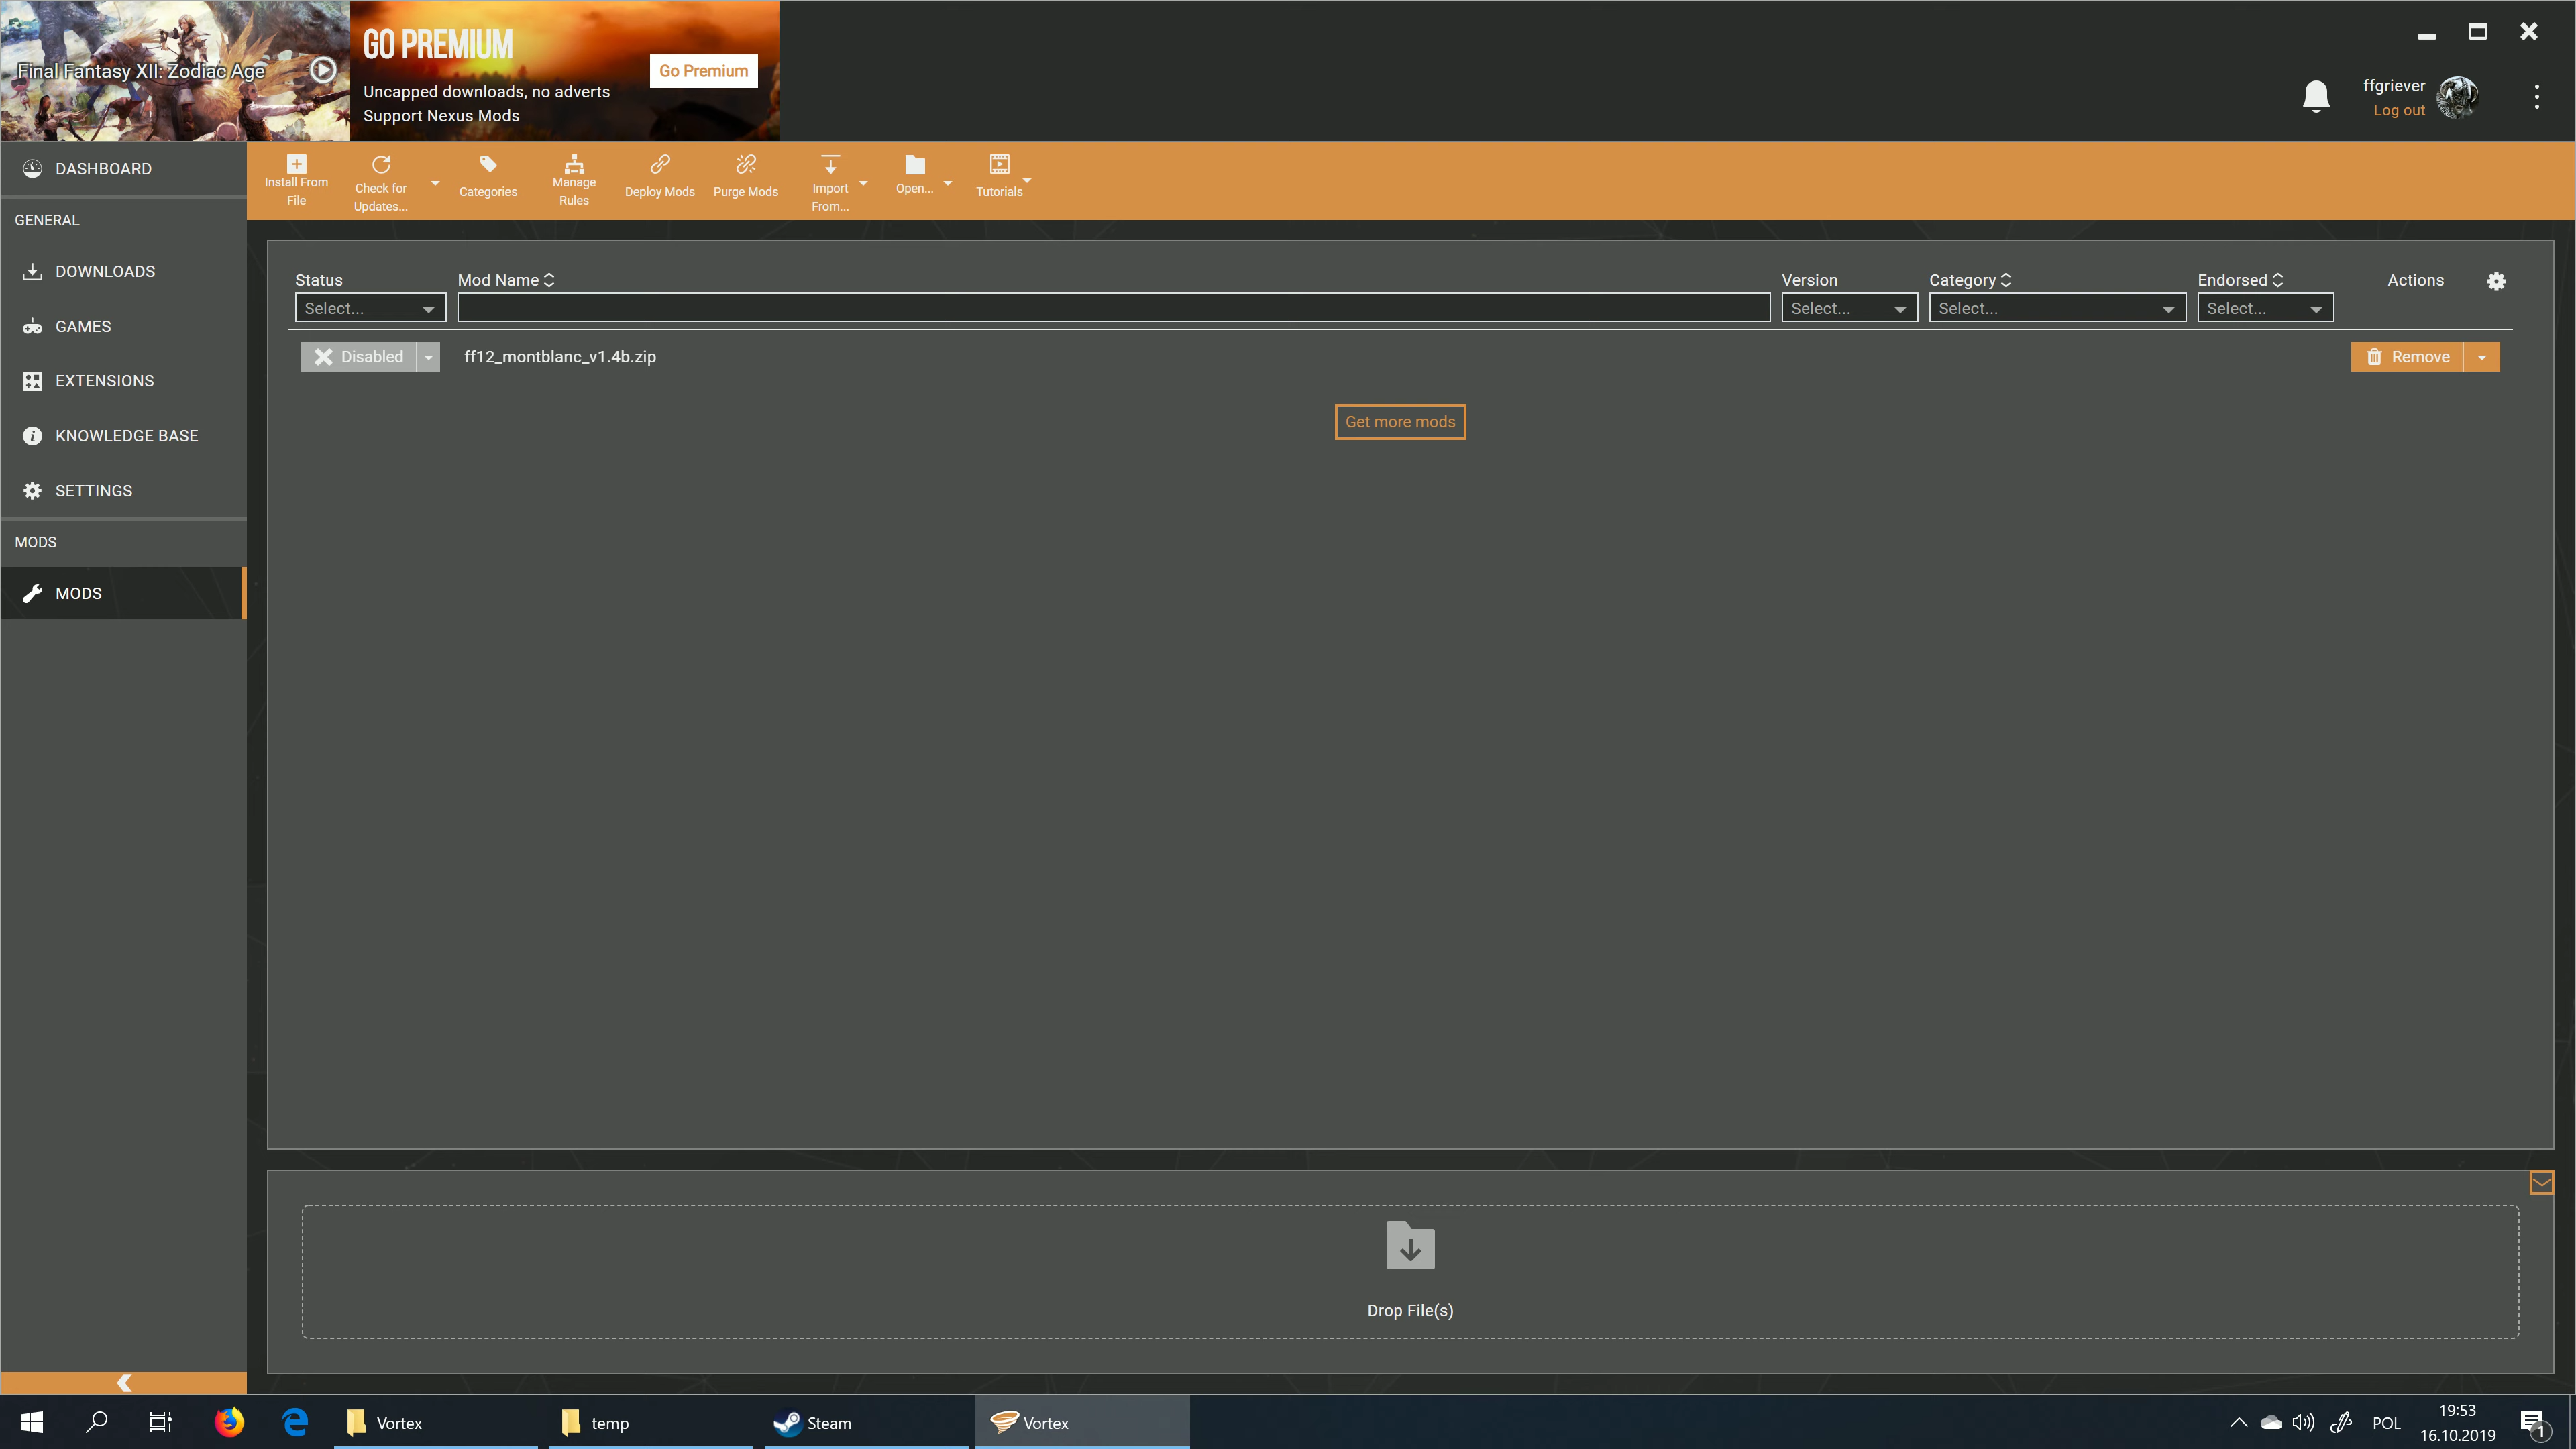 Final Fantasy XII: Zodiac Age
GO PREMIUM
Uncapped downloads, no adverts
Support Nexus Mods
Go Premium
ffgriever
Log out
DASHBOARD
GENERAL
DOWNLOADS
GAMES
EXTENSIONS
KNOWLEDGE BASE
SETTINGS
MODS
MODS
Install From
File
Check for
Updates...
Categories
Manage
Rules
Deploy Mods
Purge Mods
Import
From...
Open...
Tutorials
Status
Mod Name
Version
Category
Endorsed
Actions
Select...
Select...
Select...
Select...
Disabled
ff12_montblanc_v1.4b.zip
Remove
Get more mods
Drop File(s)
Vortex
temp
Steam
Vortex
POL
19:53
16.10.2019
1